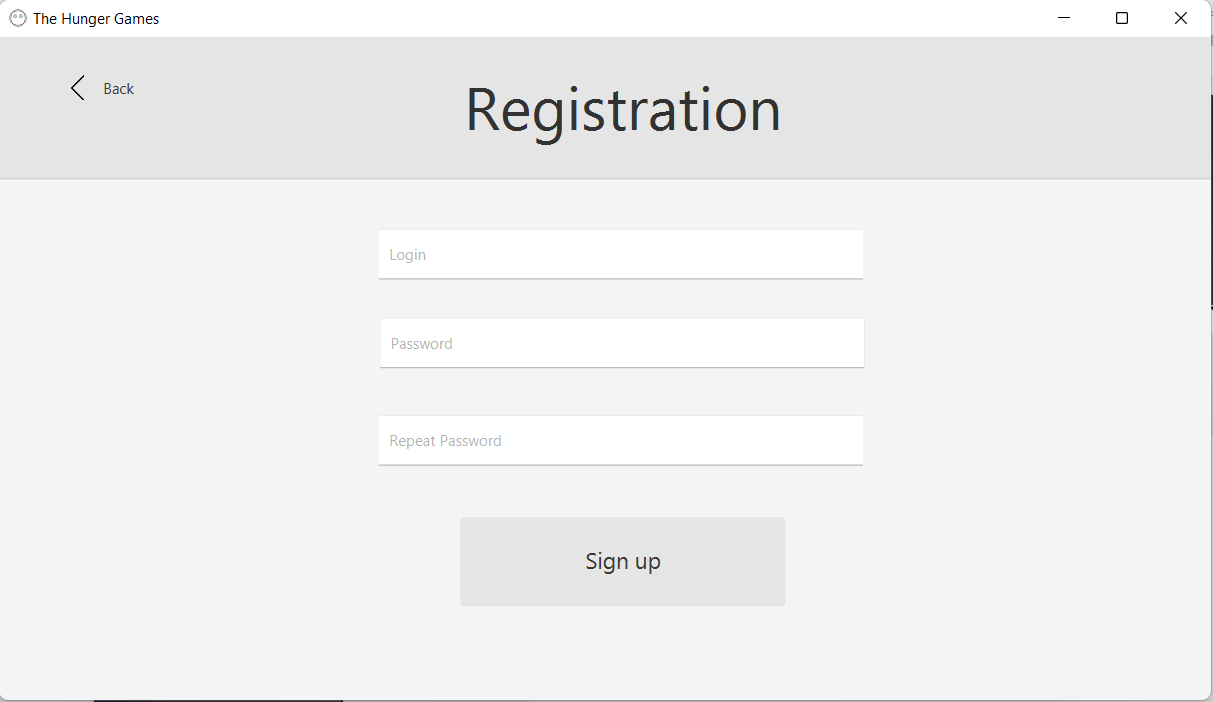 The Hunger Games
Back
Registration
Login
Password
Repeat Password
Sign up